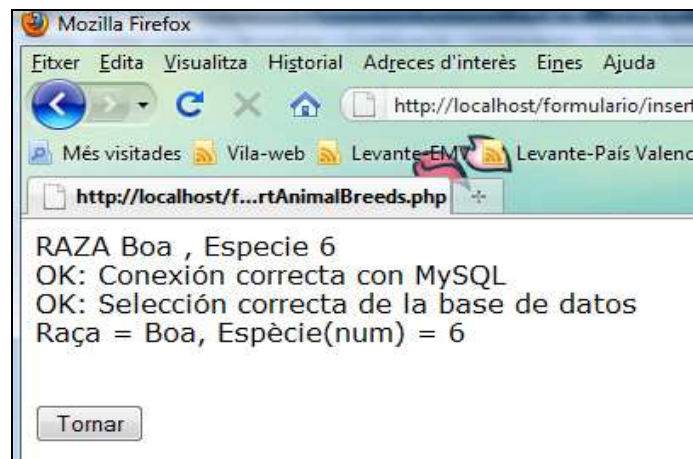 Mozilla Firefox
Fitxer Edita Visualitza Historial Adreces d'interès Eines Ajuda
http://localhost/formulario/insert
Més visitades Vila-web Levante-EMV Levante-País Valenc
http://localhost/f...rtAnimalBreeds.php
RAZA Boa , Especie 6
OK: Conexión correcta con MySQL
OK: Selección correcta de la base de datos
Raça = Boa, Espècie(num) = 6
Tornar